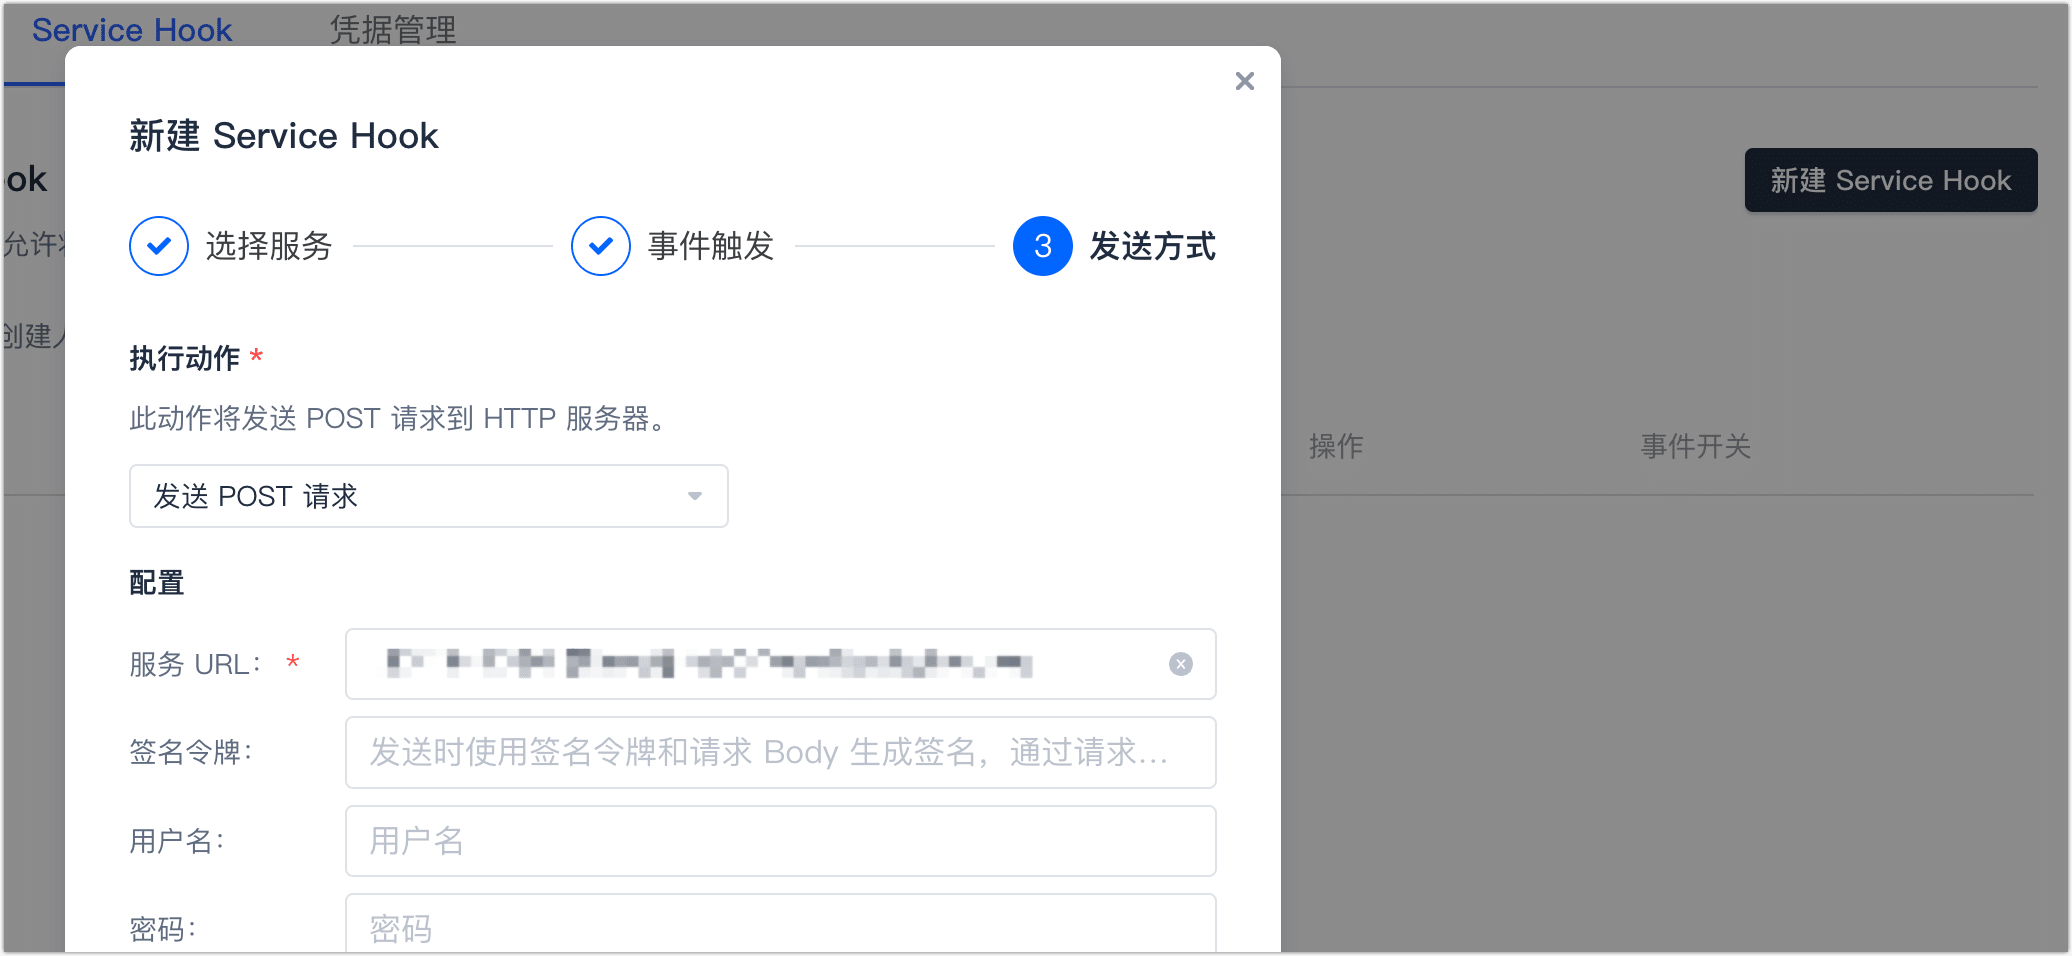 Service Hook 凭据管理
新建 Service Hook
ok
新建 Service Hook
允许
选择服务 事件触发 3 发送方式
创建人
执行动作 *
此动作将发送 POST 请求到 HTTP 服务器。
操作 事件开关
发送 POST 请求
配置
服务 URL： *
签名令牌： 发送时使用签名令牌和请求 Body 生成签名，通过请求...
用户名： 用户名
密码： 密码